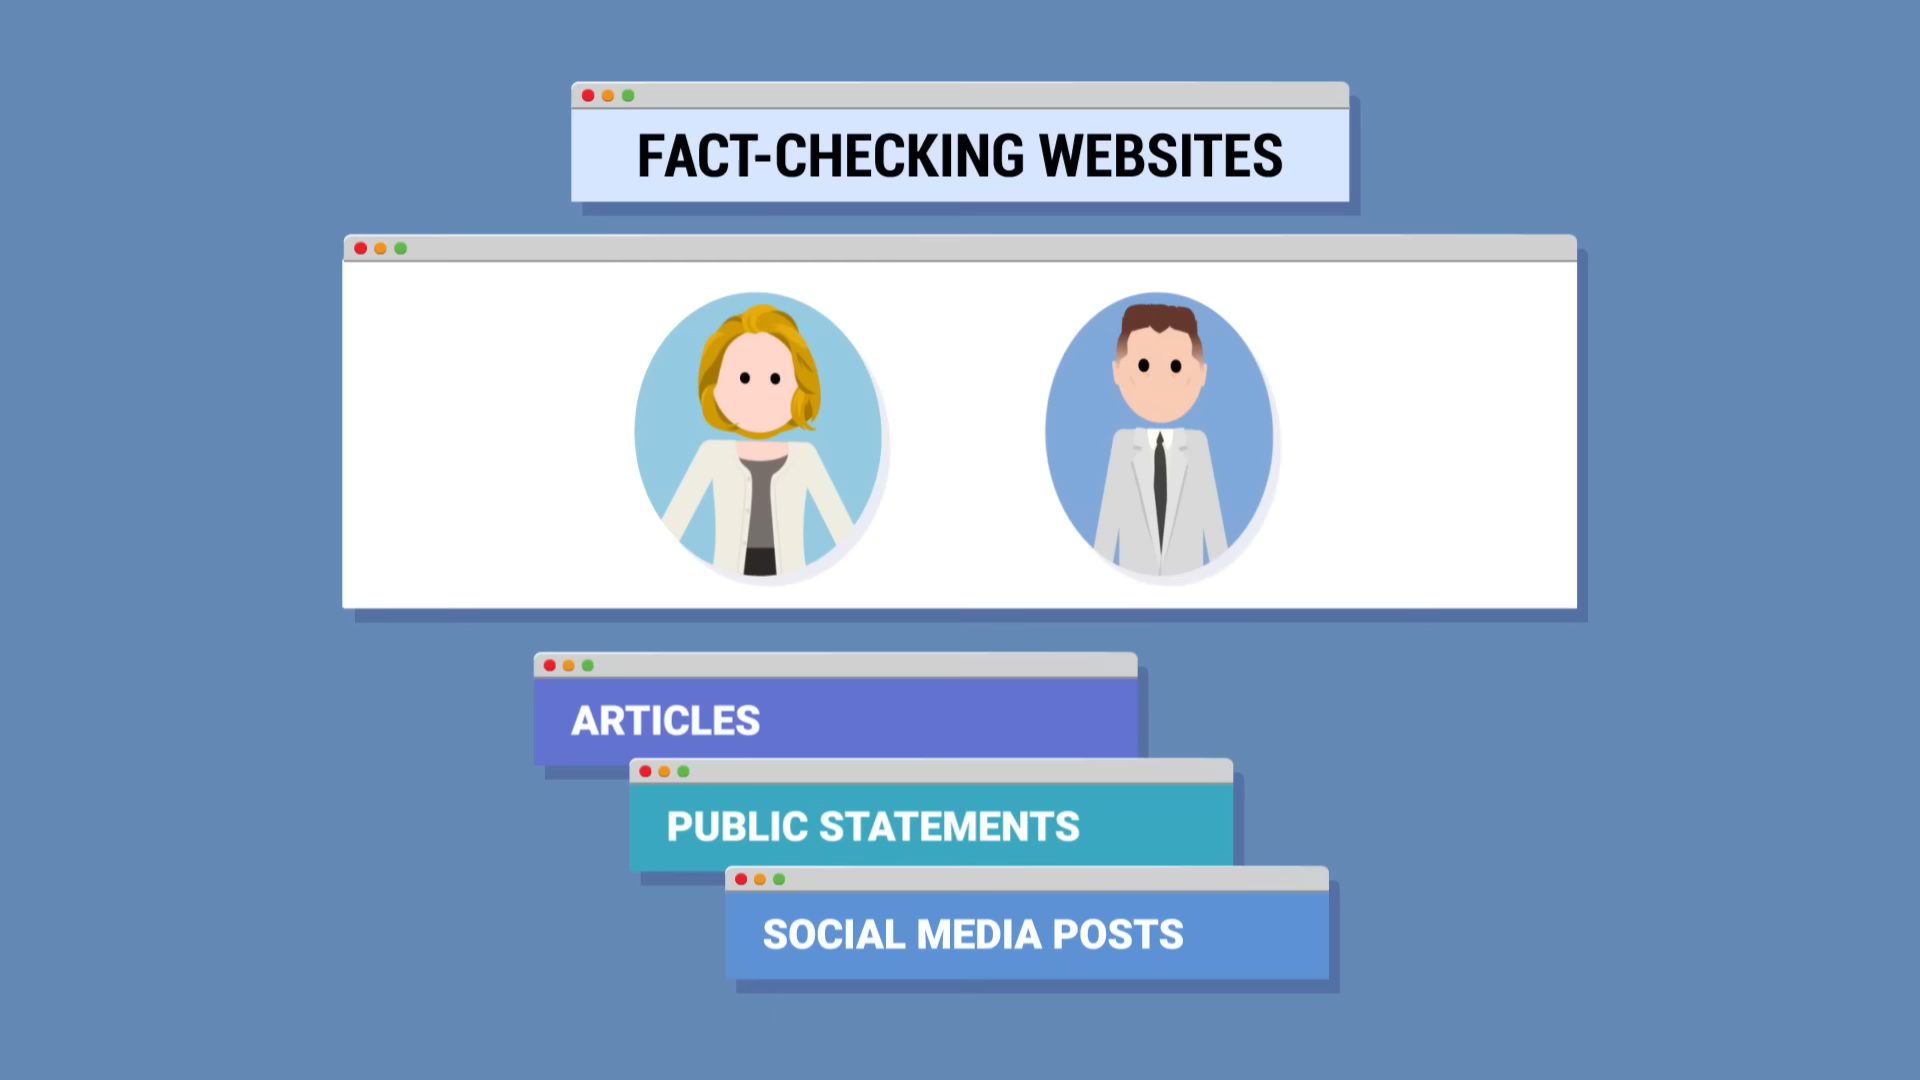 FACT-CHECKING WEBSITES
ARTICLES
PUBLIC STATEMENTS
SOCIAL MEDIA POSTS